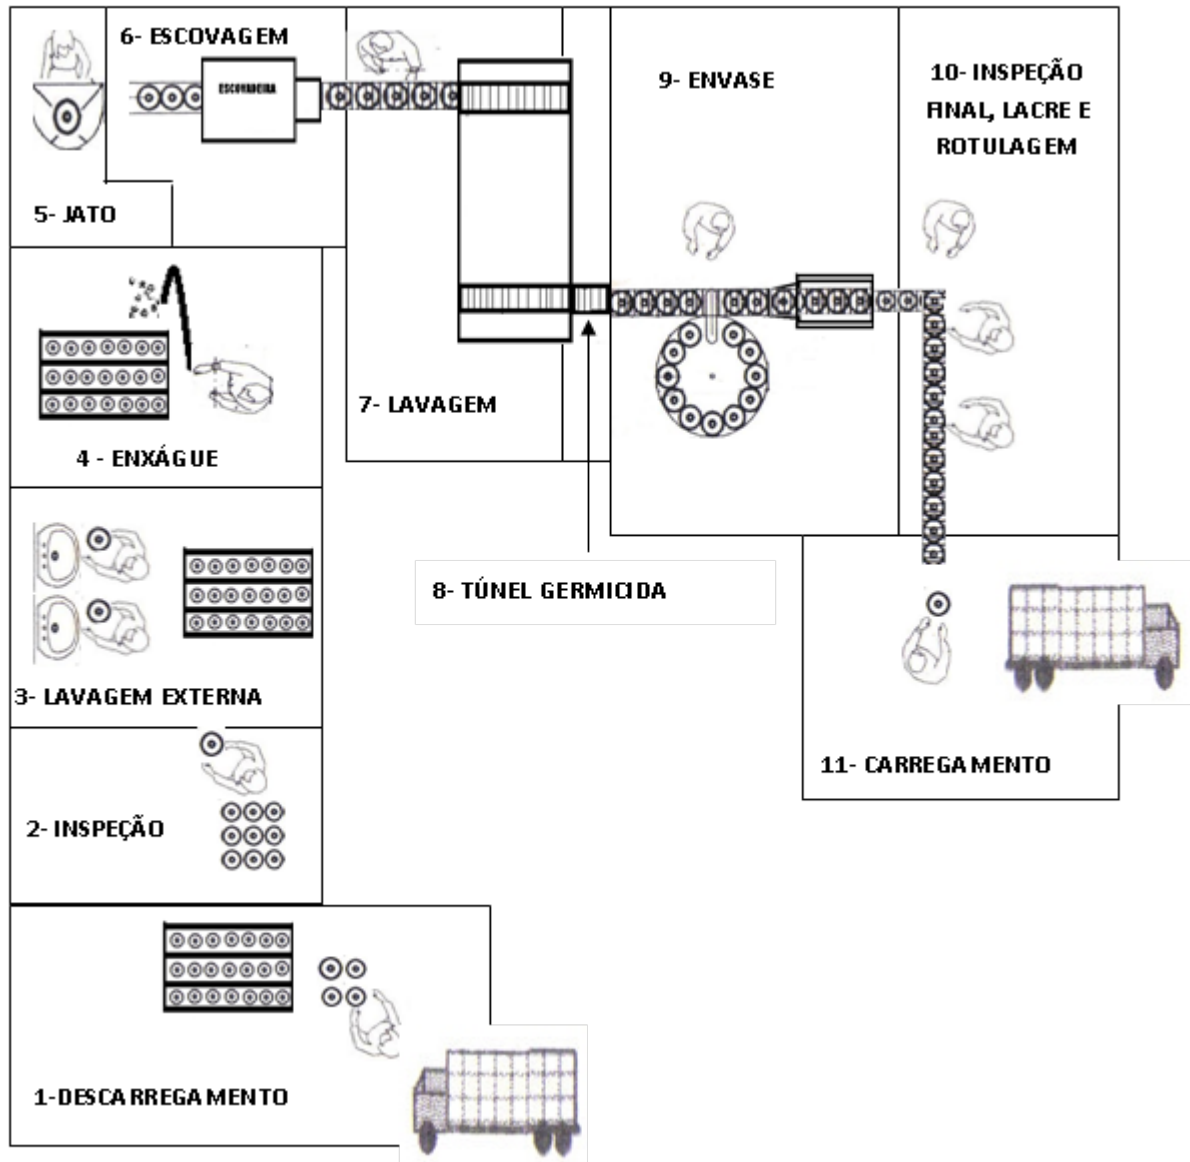 6- ESCOVAGEM
ESCOVADEIRA
9- ENVASE
10- INSPEÇÃO
FINAL, LACRE E
ROTULAGEM
5- JATO
4 - ENXÁGUE
7- LAVAGEM
8- TÚNEL GERMICIDA
3- LAVAGEM EXTERNA
2- INSPEÇÃO
11- CARREGAMENTO
1-DESCARREGAMENTO